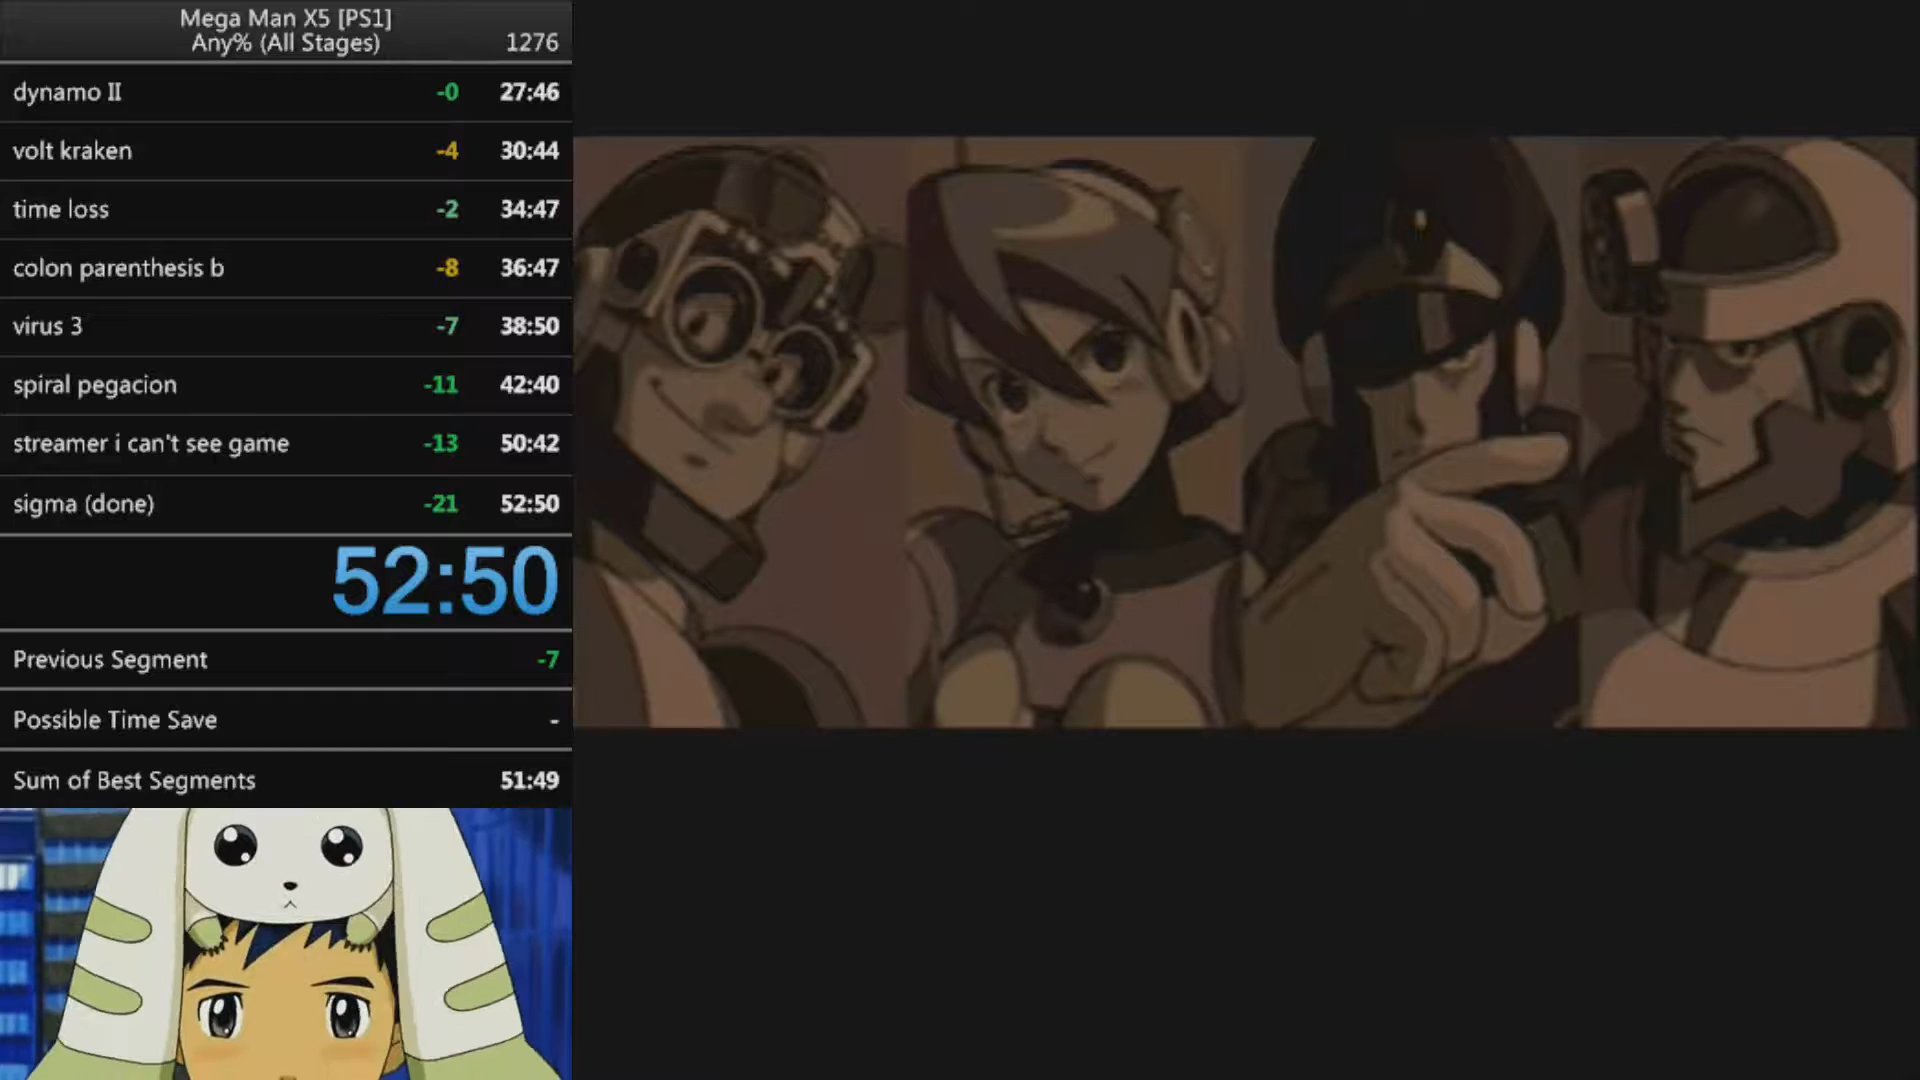 Mega Man X5 [PS1]
Any% (All Stages) 1276
dynamo II -0 27:46
volt kraken -4 30:44
time loss -2 34:47
colon parenthesis b -8 36:47
virus 3 -7 38:50
spiral pegacion -11 42:40
streamer i can't see game -13 50:42
sigma (done) -21 52:50
52:50
Previous Segment -7
Possible Time Save -
Sum of Best Segments 51:49